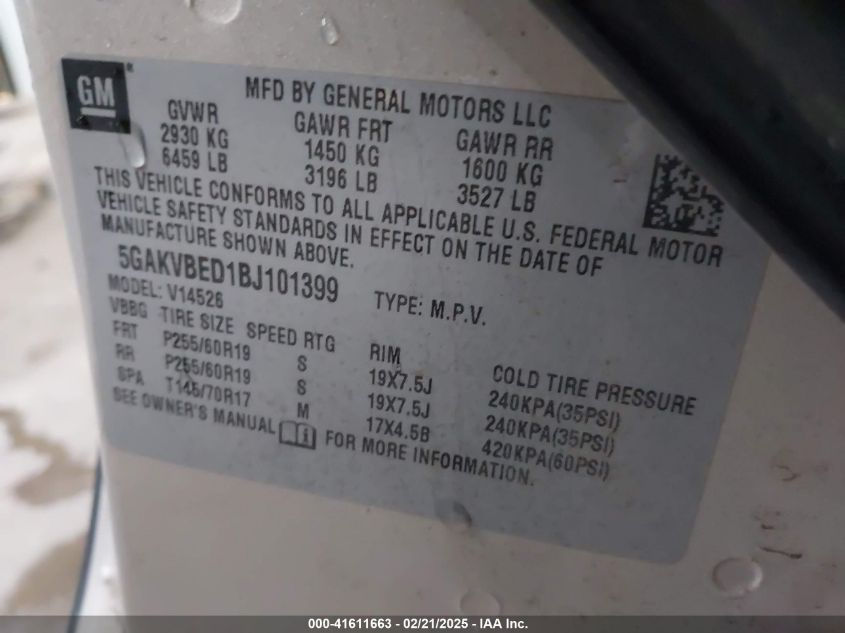 GM
MFD BY GENERAL MOTORS LLC
GVWR GAWR FRT GAWR RR
2930 KG 1450 KG 1600 KG
6459 LB 3196 LB 3527 LB
THIS VEHICLE CONFORMS TO ALL APPLICABLE U.S. FEDERAL MOTOR
VEHICLE SAFETY STANDARDS IN EFFECT ON THE DATE OF
MANUFACTURE SHOWN ABOVE.
5GAKVBED1BJ101399 TYPE: M.P.V.
MODEL: V14526
VBBG TIRE SIZE SPEED RTG RIM COLD TIRE PRESSURE
FRT P255/60R19 S 19X7.5J 240KPA(35PSI)
RR P255/60R19 S 19X7.5J 240KPA(35PSI)
SPA T145/70R17 M 17X4.5B 420KPA(60PSI)
SEE OWNER'S MANUAL FOR MORE INFORMATION.
000-41611663 - 02/21/2025 - IAA Inc.